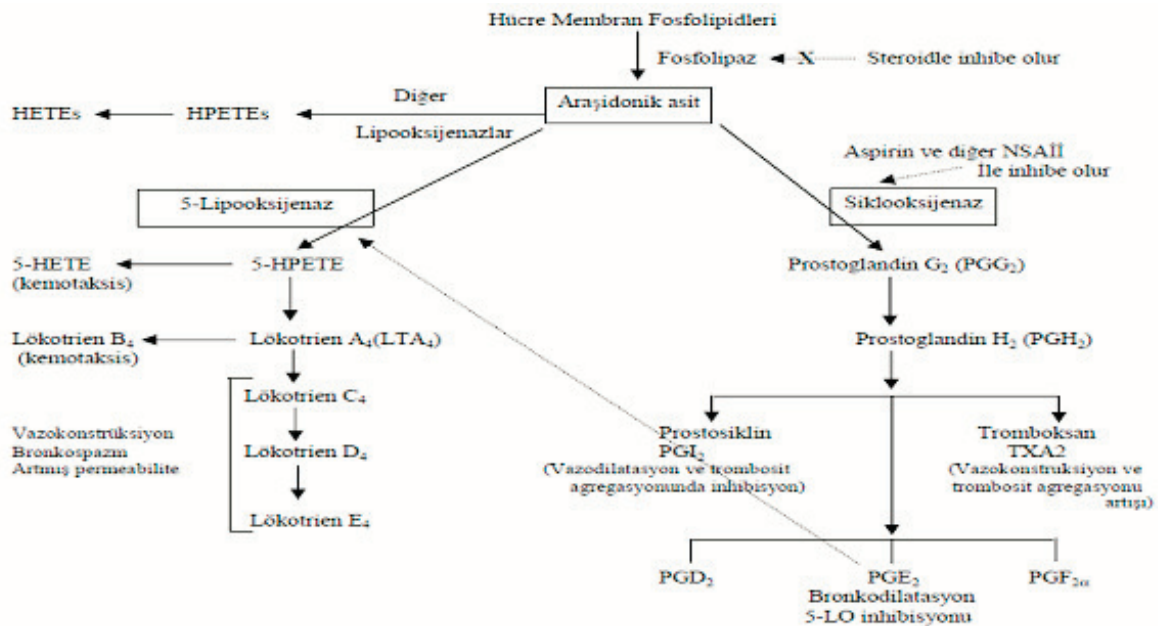 Hücre Membran Fosfolipidleri
Fosfolipaz X Steroidle inhibe olur
Araşidonik asit
Diğer
Lipooksijenazlar
HPETEs
HETEs
Aspirin ve diğer NSAİİ
İle inhibe olur
5-Lipooksijenaz
Siklooksijenaz
5-HETE
(kemotaksis)
5-HPETE
Prostoglandin G₂ (PGG₂)
Lökotrien B₄
(kemotaksis)
Lökotrien A₄(LTA₄)
Prostoglandin H₂ (PGH₂)
Lökotrien C₄
Vazokonstrüksiyon
Bronkospazm
Artmış permeabilite
Lökotrien D₄
Lökotrien E₄
Prostosiklin
PGI₂
(Vazodilatasyon ve trombosit
agregasyonunda inhibisyon)
Tromboksan
TXA2
(Vazokonstruksiyon ve
trombosit agregasyonu
artışı)
PGD₂
PGE₂
Bronkodilatasyon
5-LO inhibisyonu
PGF₂α